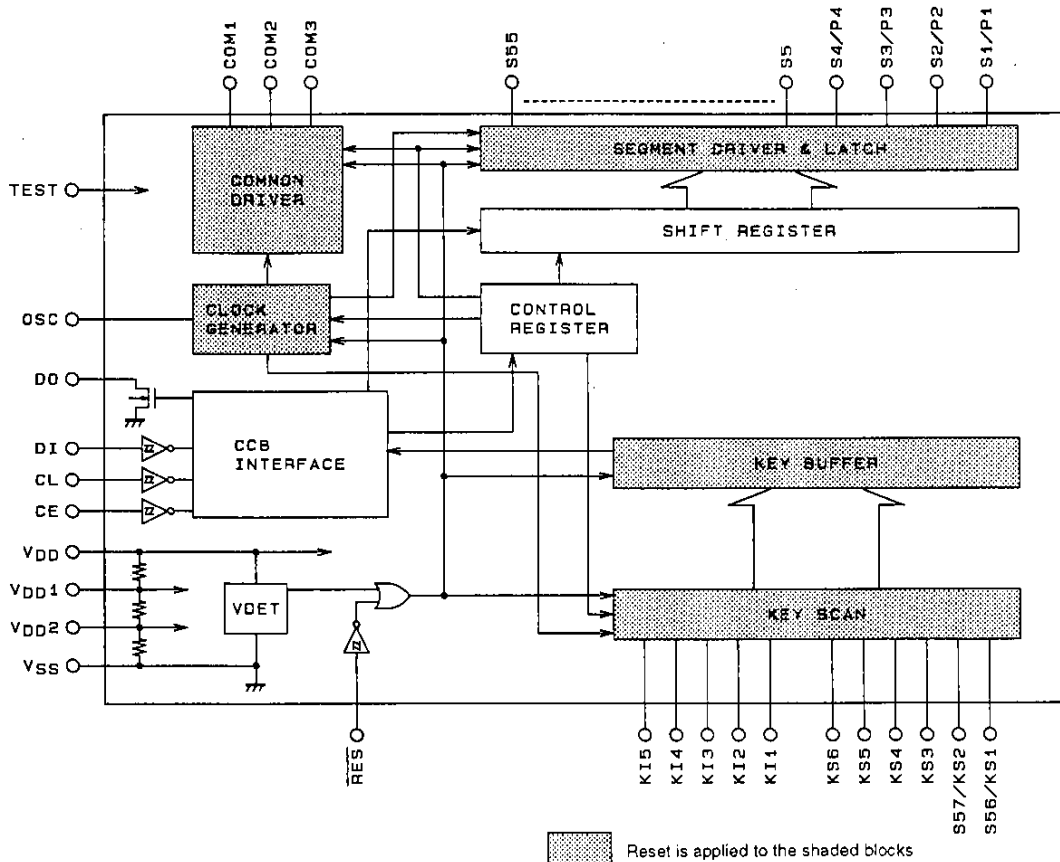 COM1
COM2
COM3
S55
S5
S4/P4
S3/P3
S2/P2
S1/P1
COMMON
DRIVER
SEGMENT DRIVER & LATCH
TEST
SHIFT REGISTER
OSC
CLOCK
GENERATOR
CONTROL
REGISTER
DO
DI
CL
CE
CCB
INTERFACE
KEY BUFFER
VDD
VDD1
VDD2
VSS
VDET
KEY SCAN
RES
KI5
KI4
KI3
KI2
KI1
KS6
KS5
KS4
KS3
S57/KS2
S56/KS1
Reset is applied to the shaded blocks